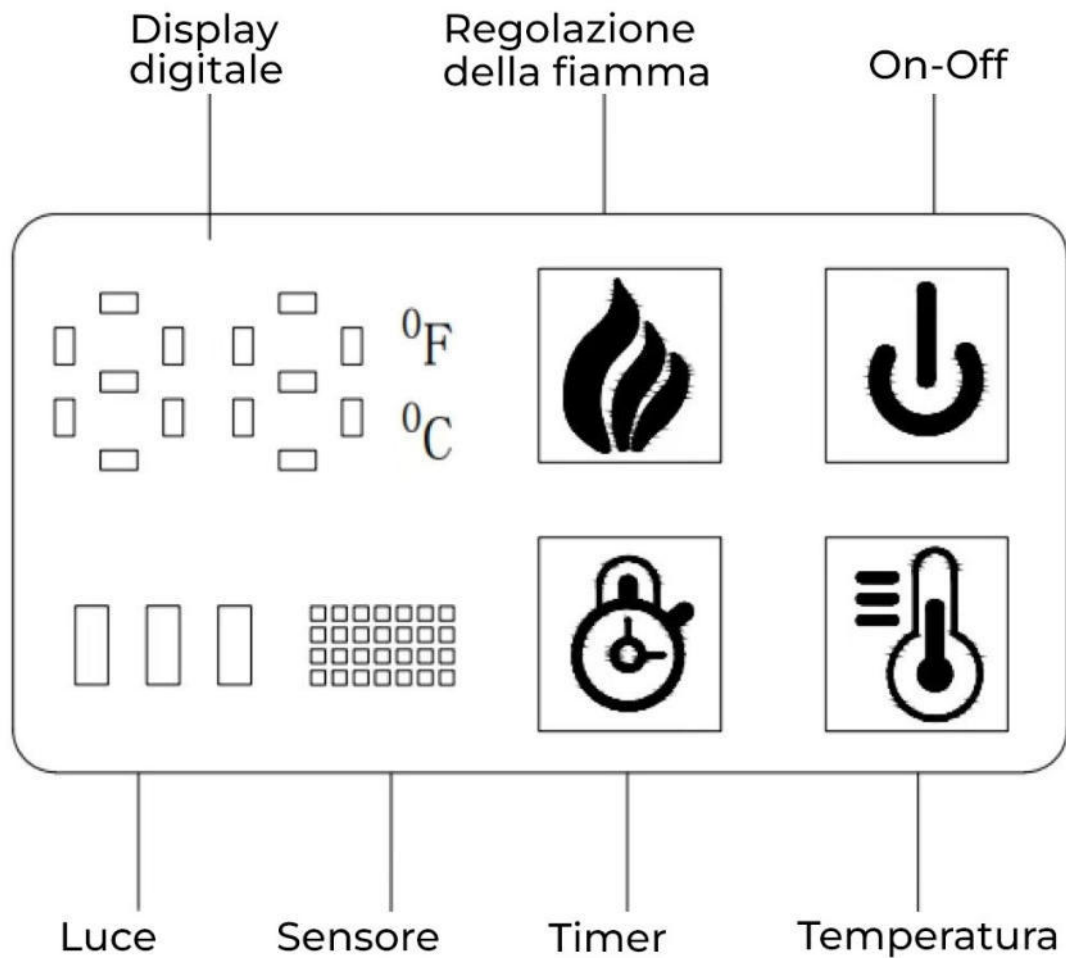 Display
digitale
Regolazione
della fiamma
On-Off
⁰F
⁰C
Luce
Sensore
Timer
Temperatura